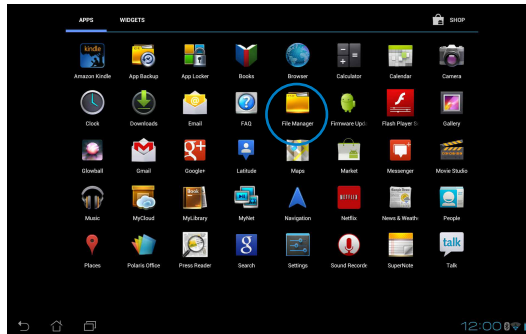 APPS WIDGETS SHOP
kindle
Amazon Kindle App Backup App Locker Books Browser Calculator Calendar Camera
Clock Downloads Email FAQ File Manager Firmware Upd Flash Player S Gallery
g+
Glowball Gmail Google+ Latitude Maps Market Messenger Movie Studio
NETFLIX
Music MyCloud MyLibrary MyNet Navigation Netflix News & Weath People
8 talk
Places Polaris Office Press Reader Search Settings Sound Recorde SuperNote Talk
12:00